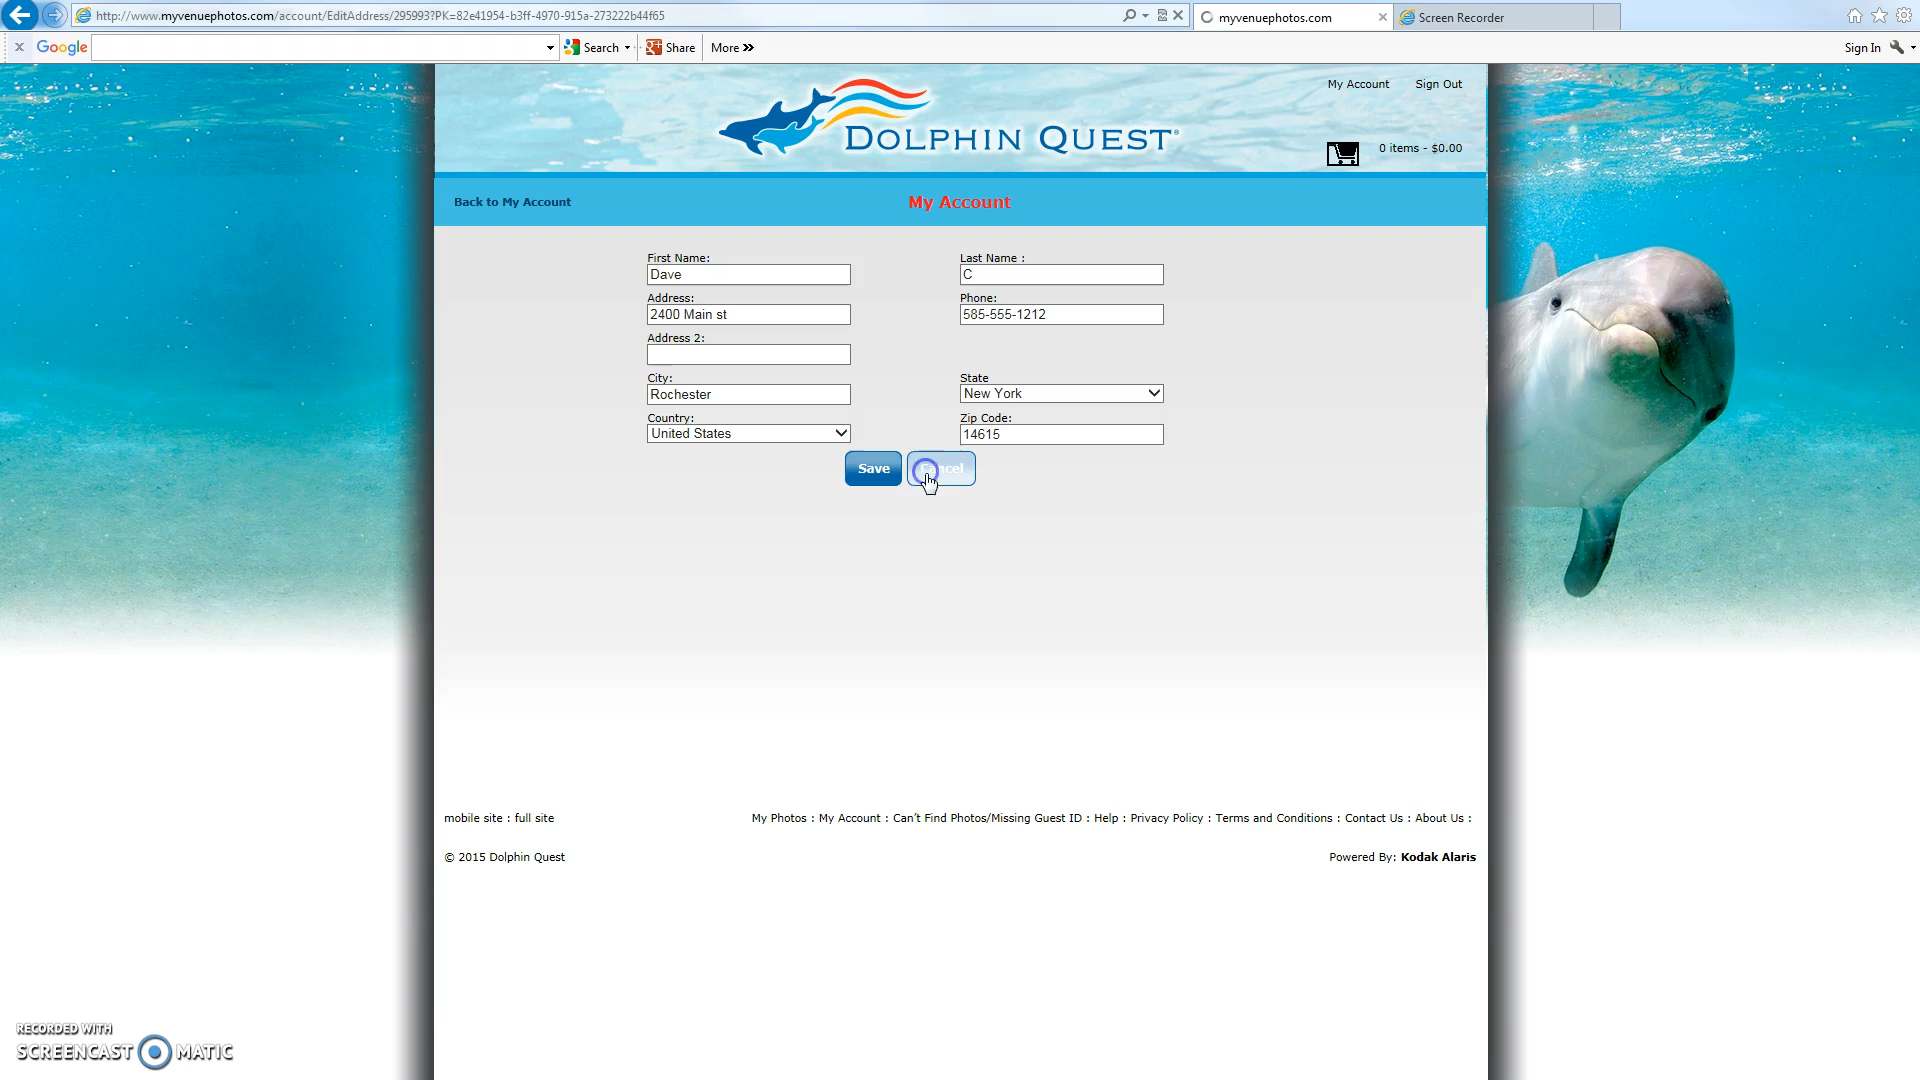 http://www.myvenuephotos.com/account/EditAddress/295993?PK=82e41954-b3ff-4970-915a-273222b44f65
myvenuephotos.com
Screen Recorder
Google
Search
Share
More
Sign In
My Account
Sign Out
DOLPHIN QUEST®
0 items - $0.00
Back to My Account
My Account
First Name:
Last Name :
Dave
C
Address:
Phone:
2400 Main st
585-555-1212
Address 2:
City:
State
Rochester
New York
Country:
Zip Code:
United States
14615
Save
Cancel
mobile site : full site
My Photos : My Account : Can't Find Photos/Missing Guest ID : Help : Privacy Policy : Terms and Conditions : Contact Us : About Us :
© 2015 Dolphin Quest
Powered By: Kodak Alaris
RECORDED WITH
SCREENCAST MATIC